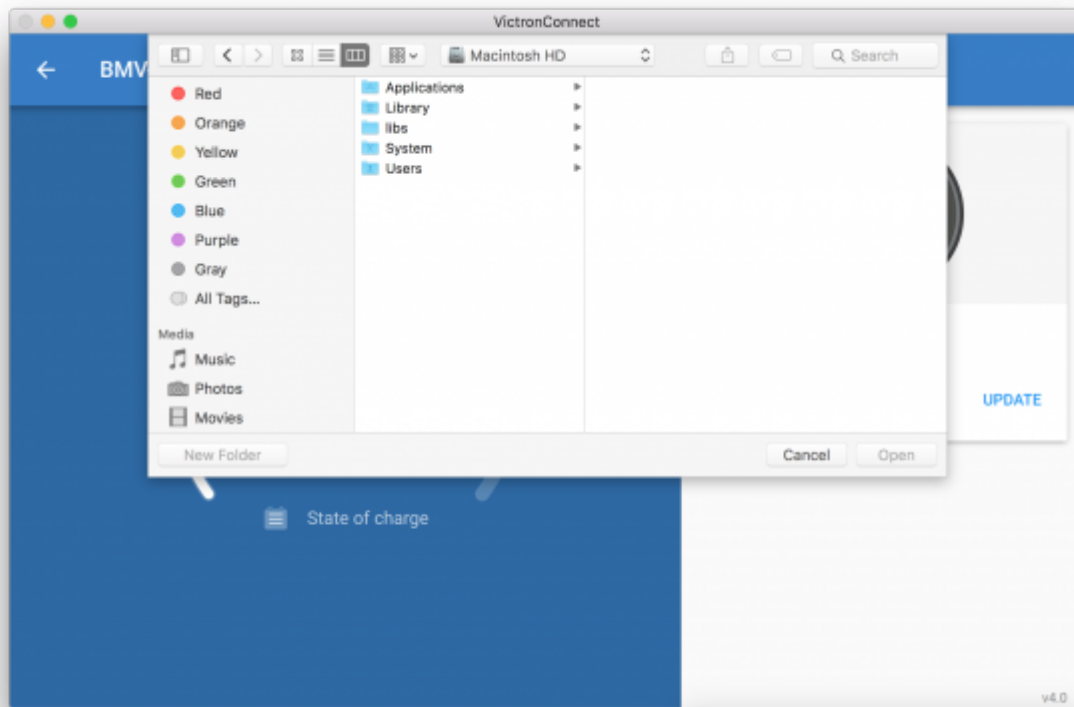 VictronConnect
BMV
Macintosh HD
Search
Red
Orange
Yellow
Green
Blue
Purple
Gray
All Tags...
Media
Music
Photos
Movies
Applications
Library
libs
System
Users
UPDATE
New Folder
Cancel
Open
State of charge
v4.0